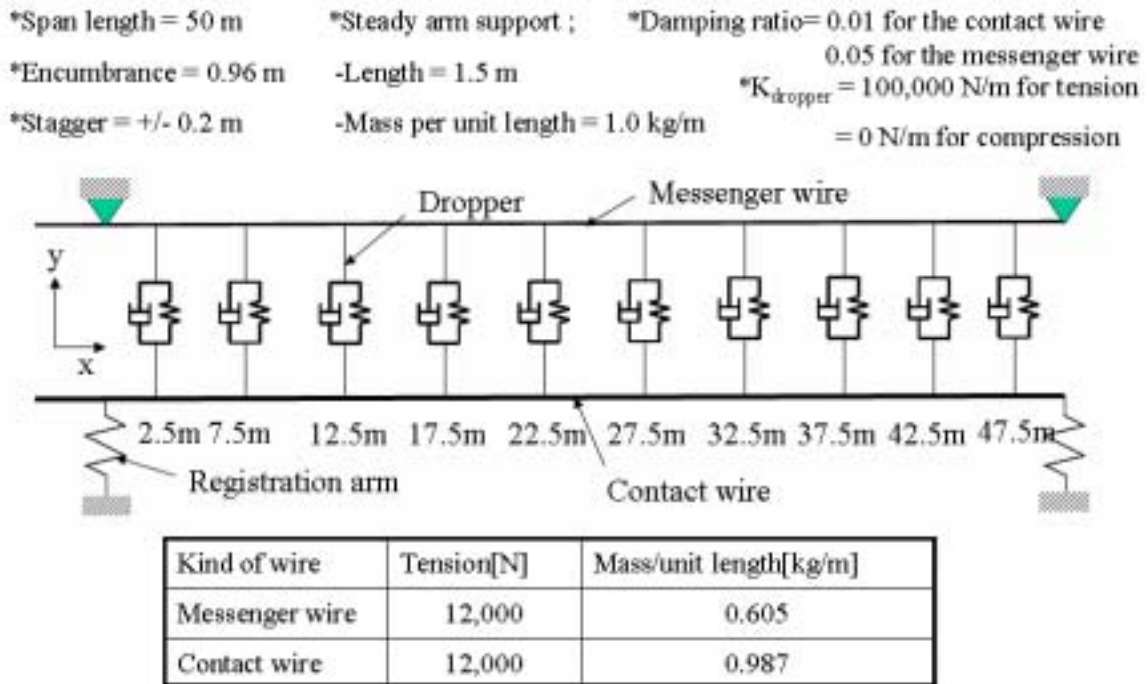 *Span length = 50 m *Steady arm support ; *Damping ratio= 0.01 for the contact wire
0.05 for the messenger wire
*Encumbrance = 0.96 m -Length = 1.5 m
*Kdropper = 100,000 N/m for tension
*Stagger = +/- 0.2 m -Mass per unit length = 1.0 kg/m
= 0 N/m for compression
Dropper Messenger wire
y
x
2.5m 7.5m 12.5m 17.5m 22.5m 27.5m 32.5m 37.5m 42.5m 47.5m
Registration arm Contact wire
Kind of wire Tension[N] Mass/unit length[kg/m]
Messenger wire 12,000 0.605
Contact wire 12,000 0.987